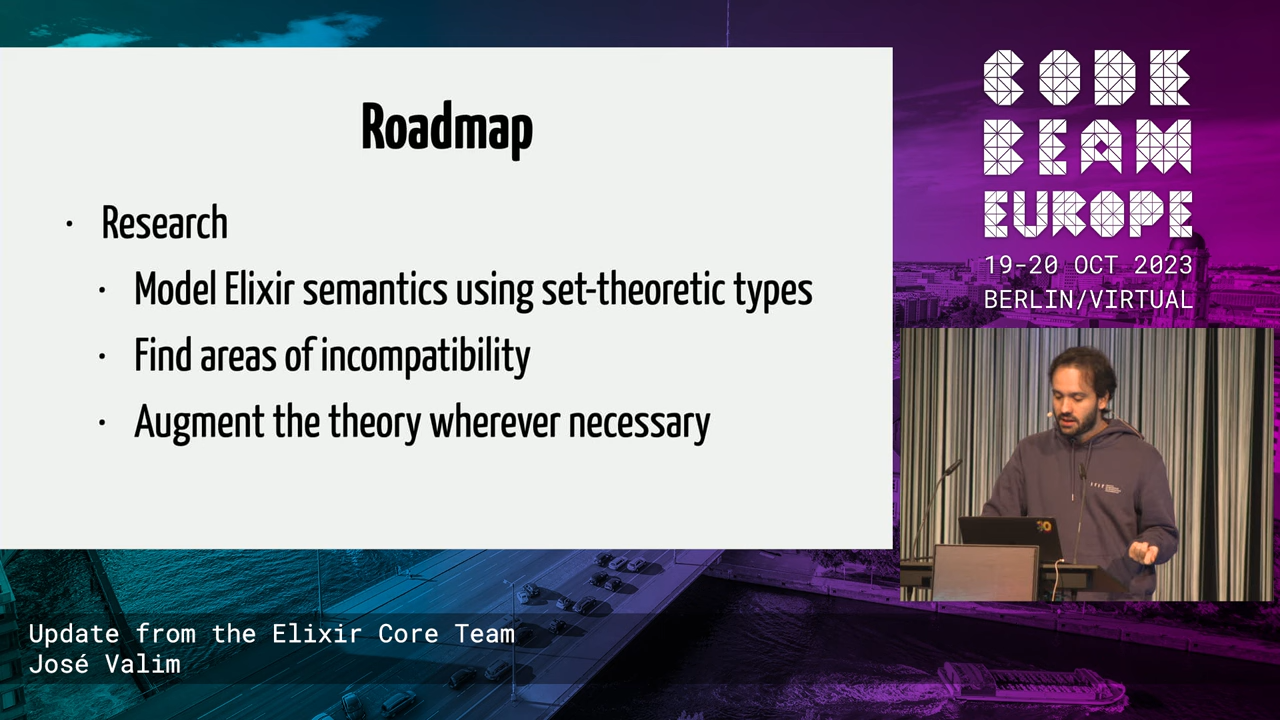 Roadmap
· Research
· Model Elixir semantics using set-theoretic types
· Find areas of incompatibility
· Augment the theory wherever necessary
CODE
BEAM
EUROPE
19-20 OCT 2023
BERLIN/VIRTUAL
Update from the Elixir Core Team
José Valim